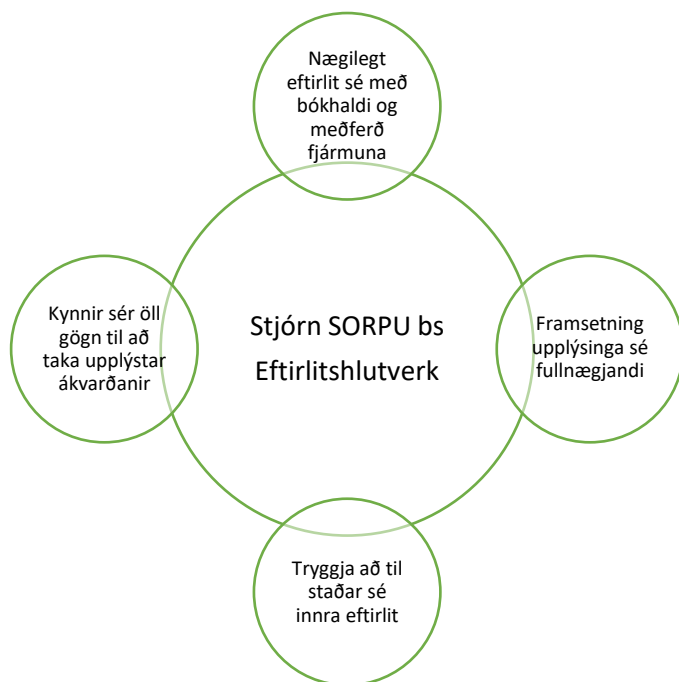 Nægilegt
eftirlit sé með
bókhaldi og
meðferð
fjármuna
Kynnir sér öll
gögn til að
taka upplýstar
ákvarðanir
Stjórn SORPU bs
Eftirlitshlutverk
Framsetning
upplýsinga sé
fullnægjandi
Tryggja að til
staðar sé
innra eftirlit